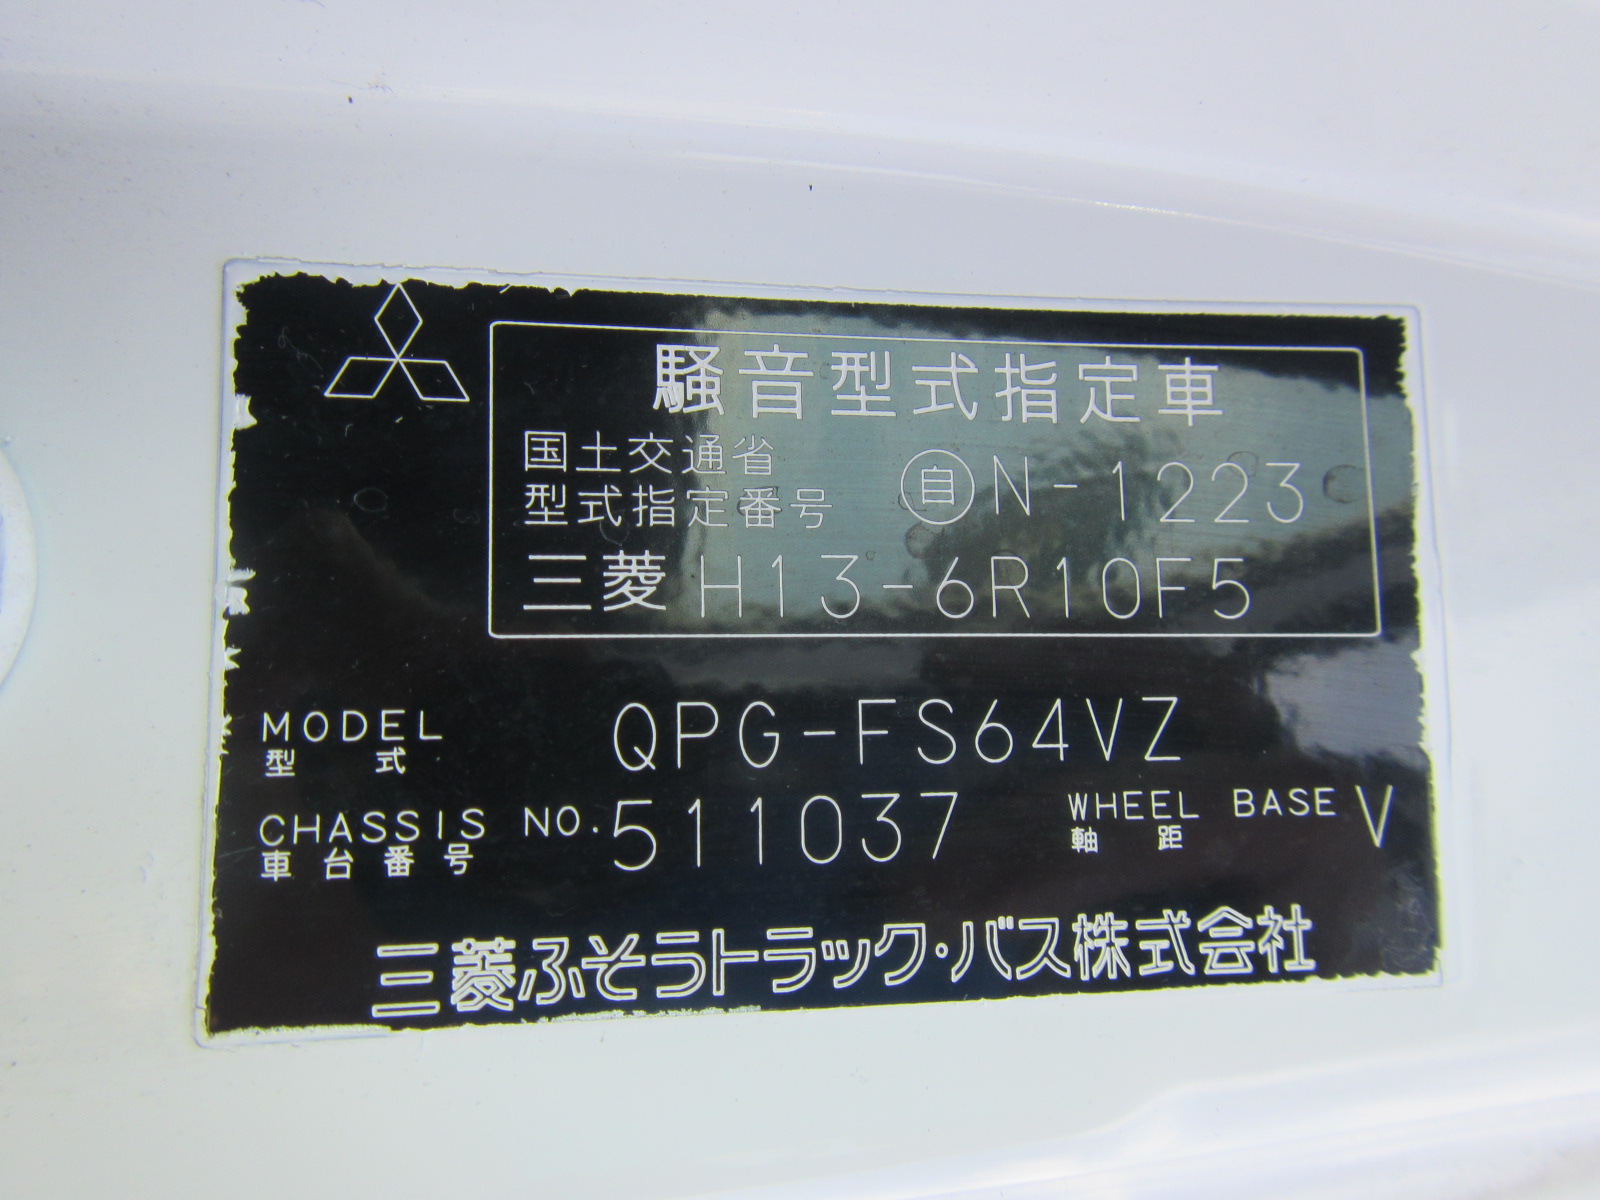 騒音型式指定車
国土交通省
型式指定番号 自N-1223
三菱 H13-6R10F5
MODEL QPG-FS64VZ
型式
CHASSIS NO. 511037 WHEEL BASE V
車台番号 軸距
三菱ふそうトラック・バス株式会社